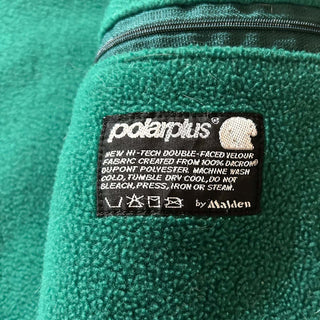 polarplus®
NEW HI-TECH DOUBLE-FACED VELOUR
FABRIC CREATED FROM 100% DACRON®
DUPONT POLYESTER. MACHINE WASH
COLD, TUMBLE DRY COOL, DO NOT
BLEACH, PRESS, IRON OR STEAM.
by Malden